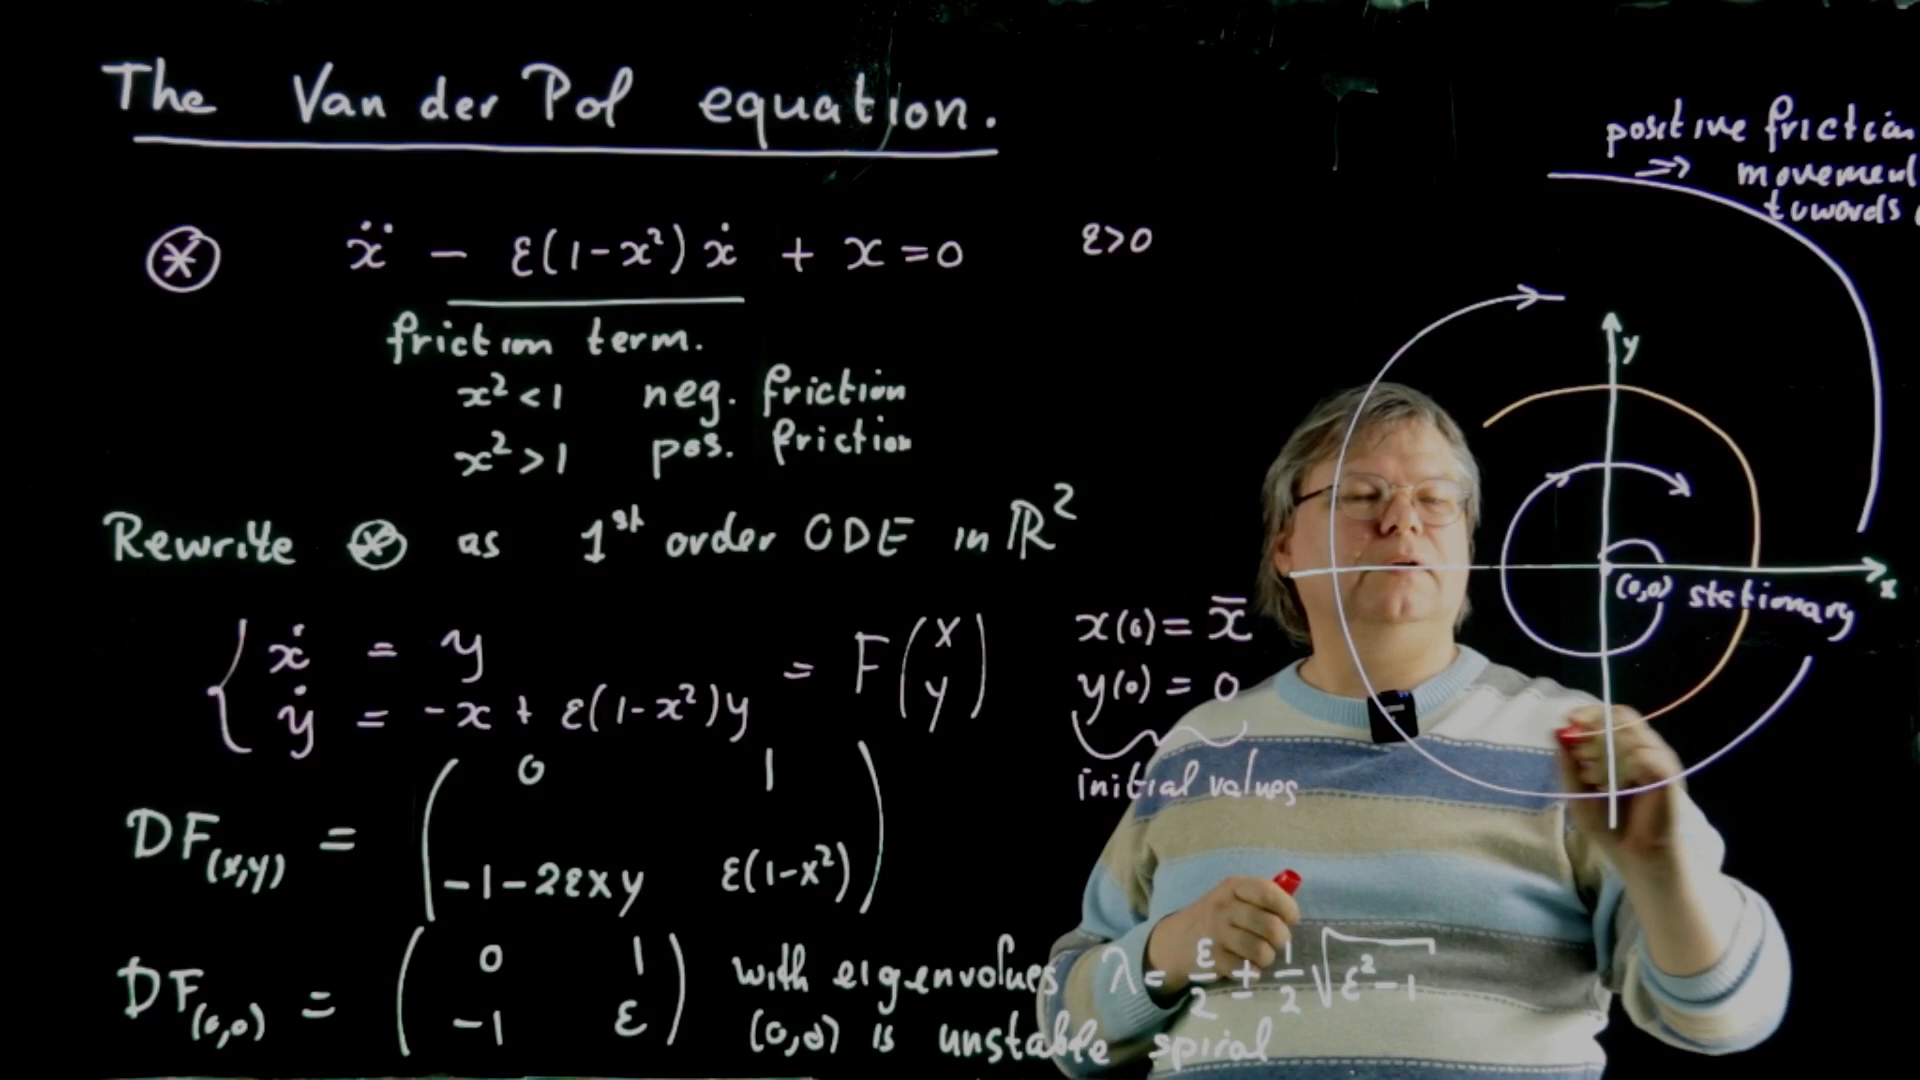 The Van der Pol equation.
⊛ ẍ - ε(1-x²)ẋ + x = 0 ε>0
friction term.
x² < 1 neg. friction
x² > 1 pos. friction
Rewrite ⊛ as 1st order ODE in ℝ²
{ ẋ = y
ẏ = -x + ε(1-x²)y = F(x y)
x(0) = x̄
y(0) = 0
initial values
DF(x,y) = ( 0 1
-1-2εxy ε(1-x²) )
DF(0,0) = ( 0 1
-1 ε )
with eigenvalues λ = ε/2 ± 1/2 √ε²-1
(0,0) is unstable spiral
positive friction
⇒ movement
towards
y
x
(0,0) stationary